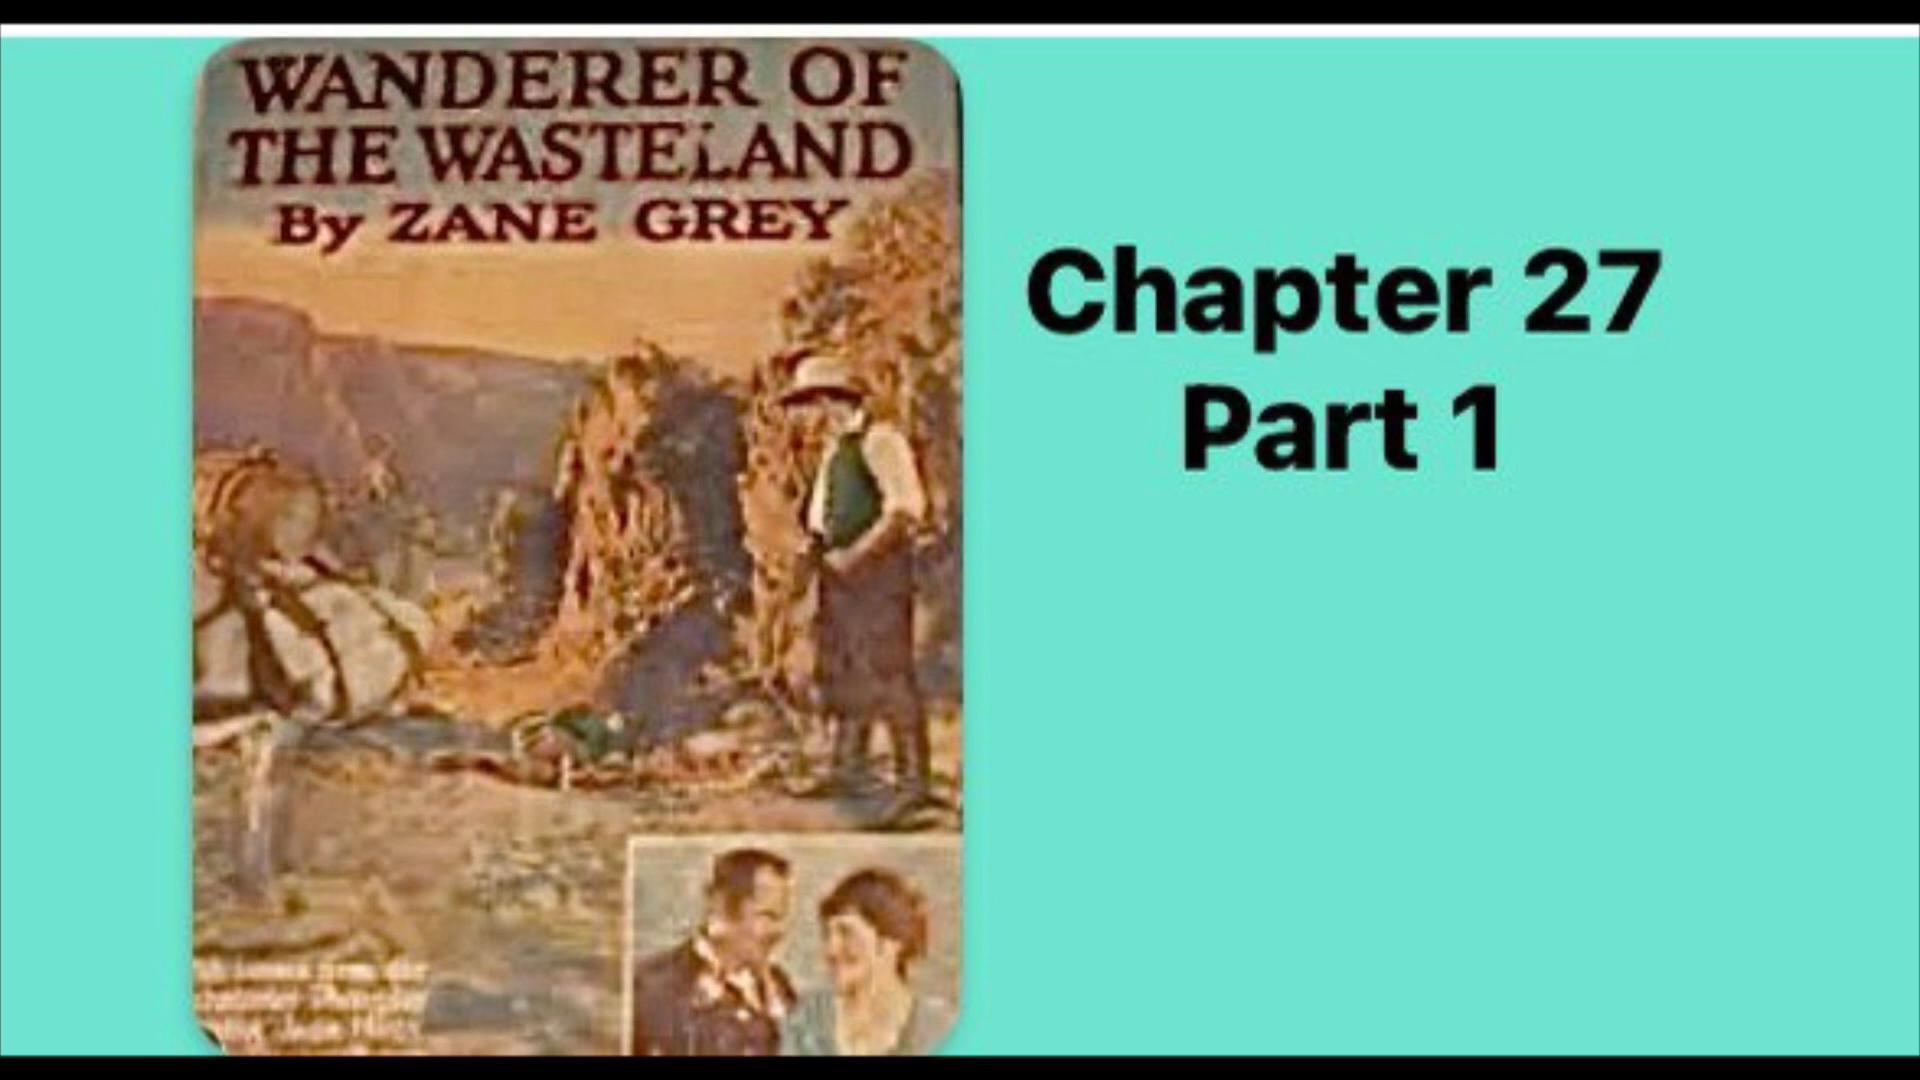 WANDERER OF
THE WASTELAND
By ZANE GREY
Chapter 27
Part 1